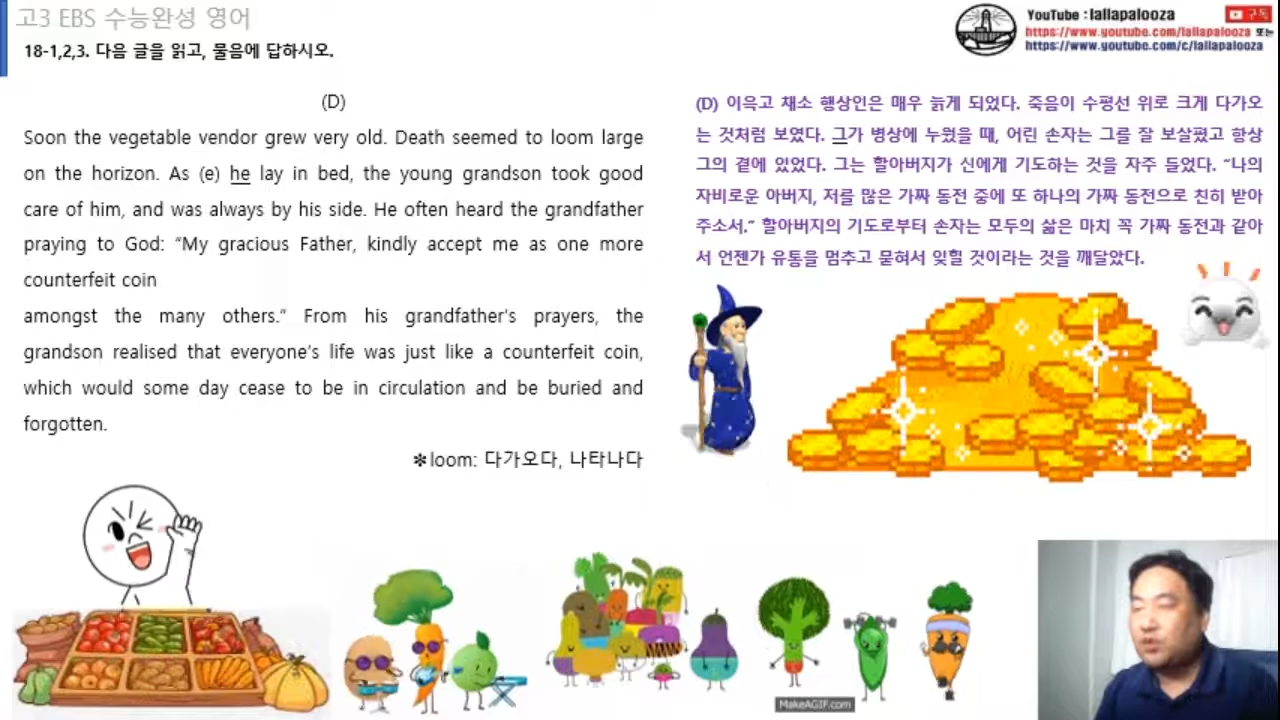 고3 EBS 수능완성 영어
18-1,2,3. 다음 글을 읽고, 물음에 답하시오.
YouTube : lallapalooza
구독
https://www.youtube.com/lallapalooza 또는
https://www.youtube.com/c/lallapalooza
(D)
Soon the vegetable vendor grew very old. Death seemed to loom large
on the horizon. As (e) he lay in bed, the young grandson took good
care of him, and was always by his side. He often heard the grandfather
praying to God: “My gracious Father, kindly accept me as one more
counterfeit coin
amongst the many others.” From his grandfather’s prayers, the
grandson realised that everyone’s life was just like a counterfeit coin,
which would some day cease to be in circulation and be buried and
forgotten.
✻loom: 다가오다, 나타나다
(D) 이윽고 채소 행상인은 매우 늙게 되었다. 죽음이 수평선 위로 크게 다가오
는 것처럼 보였다. 그가 병상에 누웠을 때, 어린 손자는 그를 잘 보살폈고 항상
그의 곁에 있었다. 그는 할아버지가 신에게 기도하는 것을 자주 들었다. “나의
자비로운 아버지, 저를 많은 가짜 동전 중에 또 하나의 가짜 동전으로 친히 받아
주소서.” 할아버지의 기도로부터 손자는 모두의 삶은 마치 꼭 가짜 동전과 같아
서 언젠가 유통을 멈추고 묻혀서 잊힐 것이라는 것을 깨달았다.
MakeAGIF.com